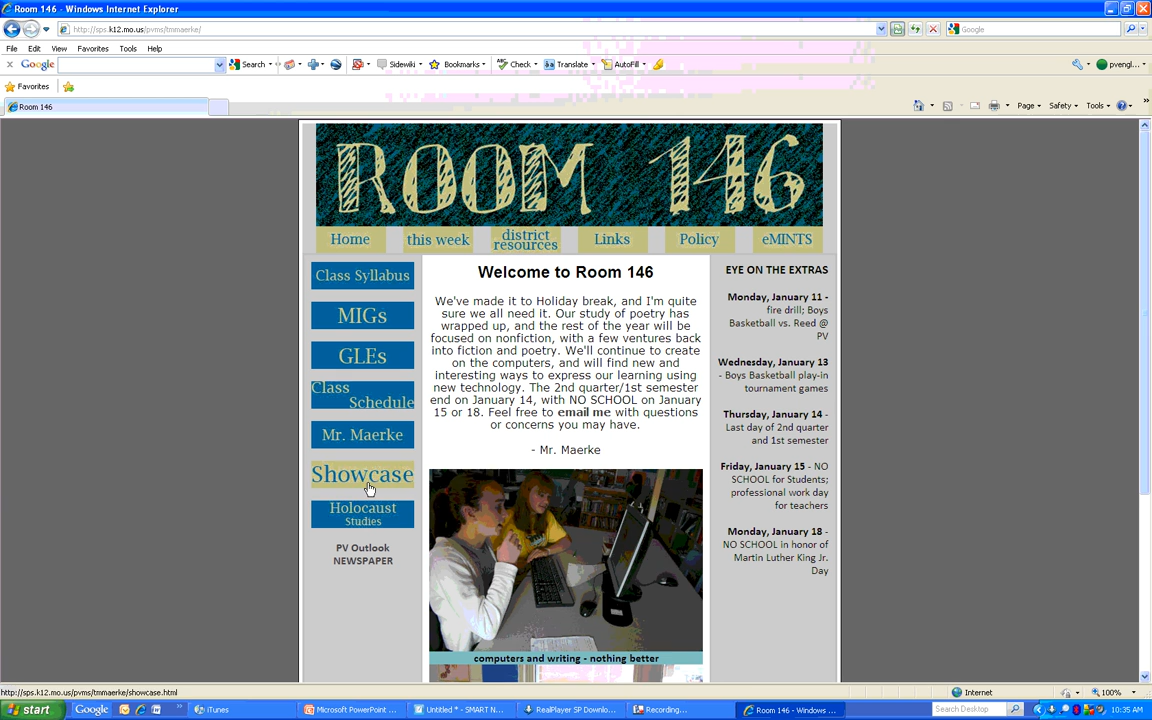 Room 146 - Windows Internet Explorer
http://sps.k12.mo.us/pvms/tmmaerke/
Google
File Edit View Favorites Tools Help
x Google Search Sidewiki Bookmarks Check Translate AutoFill pvengl...
Favorites
Room 146
Page Safety Tools
ROOM 146
Home this week district resources Links Policy eMINTS
Class Syllabus
MIGs
GLEs
Class
Schedule
Mr. Maerke
Showcase
Holocaust
Studies
PV Outlook
NEWSPAPER
Welcome to Room 146
We've made it to Holiday break, and I'm quite
sure we all need it. Our study of poetry has
wrapped up, and the rest of the year will be
focused on nonfiction, with a few ventures back
into fiction and poetry. We'll continue to create
on the computers, and will find new and
interesting ways to express our learning using
new technology. The 2nd quarter/1st semester
end on January 14, with NO SCHOOL on January
15 or 18. Feel free to email me with questions
or concerns you may have.
- Mr. Maerke
computers and writing - nothing better
EYE ON THE EXTRAS
Monday, January 11 -
fire drill; Boys
Basketball vs. Reed @
PV
Wednesday, January 13
- Boys Basketball play-in
tournament games
Thursday, January 14 -
Last day of 2nd quarter
and 1st semester
Friday, January 15 - NO
SCHOOL for Students;
professional work day
for teachers
Monday, January 18 -
NO SCHOOL in honor of
Martin Luther King Jr.
Day
http://sps.k12.mo.us/pvms/tmmaerke/showcase.html Internet 100%
start Google iTunes Microsoft PowerPoint ... Untitled * - SMART N... RealPlayer SP Downlo... Recording... Room 146 - Windows ... Search Desktop 10:35 AM